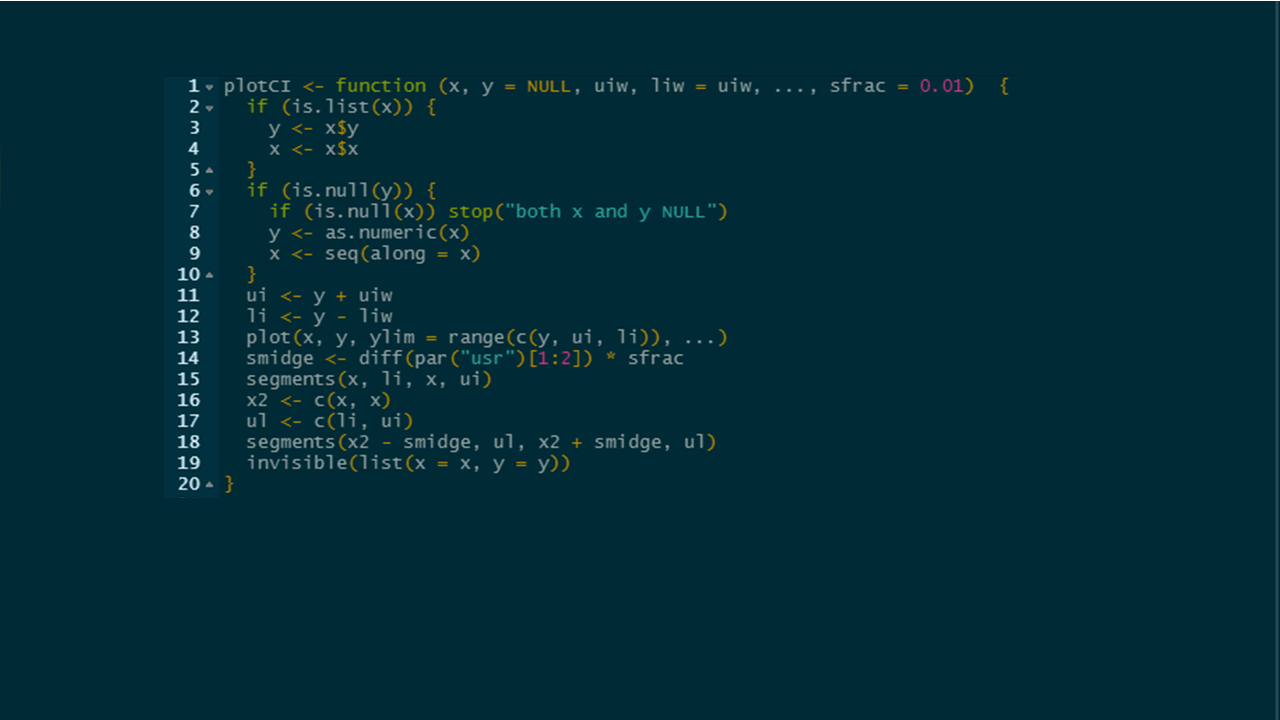 1 plotCI <- function (x, y = NULL, uiw, liw = uiw, ..., sfrac = 0.01)  {
2   if (is.list(x)) {
3     y <- x$y
4     x <- x$x
5   }
6   if (is.null(y)) {
7     if (is.null(x)) stop("both x and y NULL")
8     y <- as.numeric(x)
9     x <- seq(along = x)
10   }
11   ui <- y + uiw
12   li <- y - liw
13   plot(x, y, ylim = range(c(y, ui, li)), ...)
14   smidge <- diff(par("usr")[1:2]) * sfrac
15   segments(x, li, x, ui)
16   x2 <- c(x, x)
17   ul <- c(li, ui)
18   segments(x2 - smidge, ul, x2 + smidge, ul)
19   invisible(list(x = x, y = y))
20 }